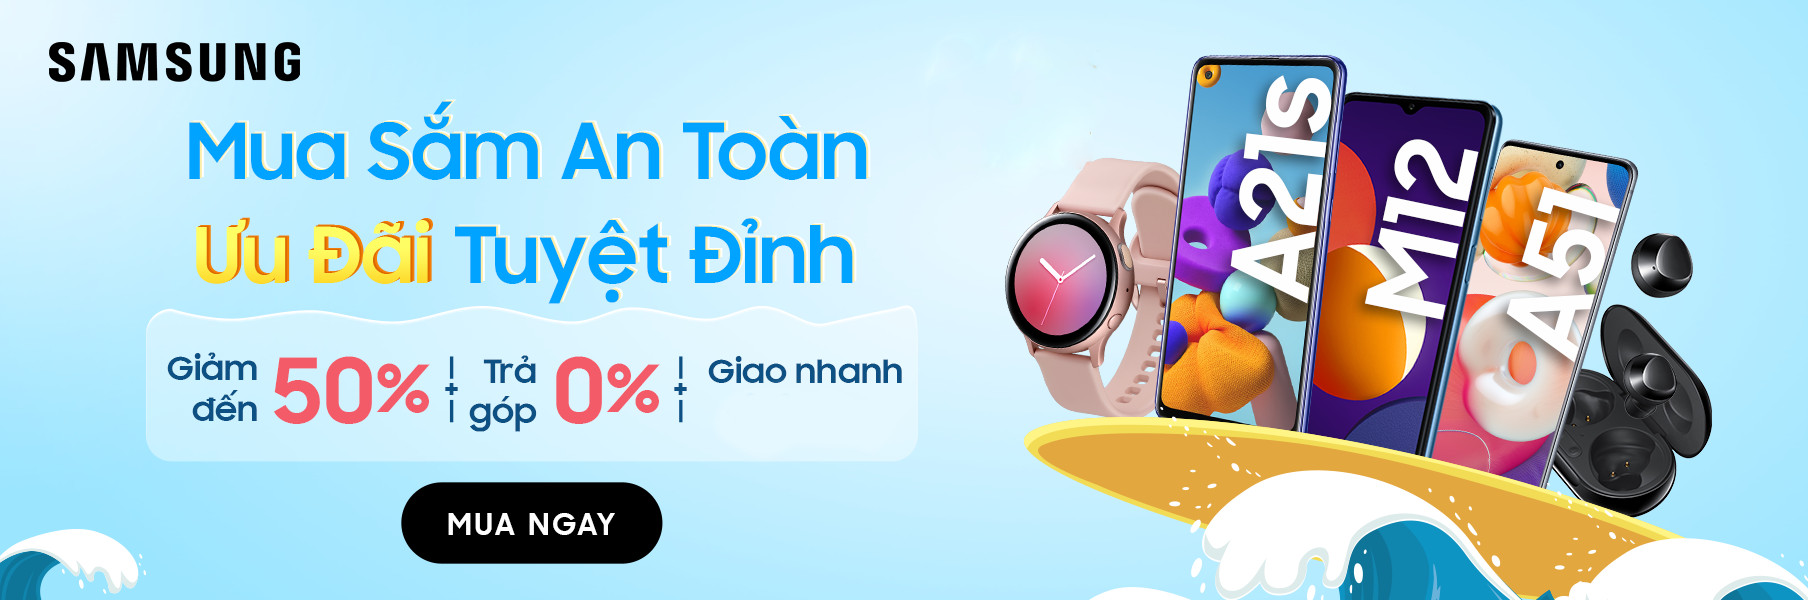 SAMSUNG
Mua Sắm An Toàn
Ưu Đãi Tuyệt Đỉnh
Giảm đến 50% + Trả góp 0% + Giao nhanh
MUA NGAY
A21s
M12
A51